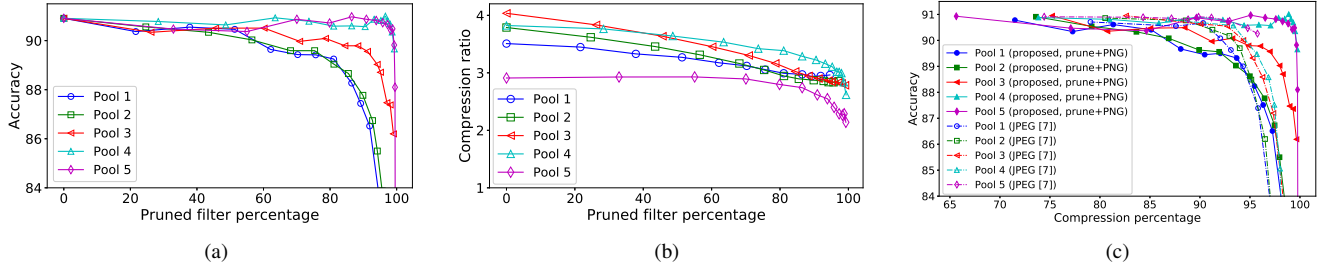 Accuracy
90
88
86
84
Pool 1
Pool 2
Pool 3
Pool 4
Pool 5
0 20 40 60 80 100
Pruned filter percentage
(a)
Compression ratio
4
3
2
1
Pool 1
Pool 2
Pool 3
Pool 4
Pool 5
0 20 40 60 80 100
Pruned filter percentage
(b)
Accuracy
91
90
89
88
87
86
85
84
Pool 1 (proposed, prune+PNG)
Pool 2 (proposed, prune+PNG)
Pool 3 (proposed, prune+PNG)
Pool 4 (proposed, prune+PNG)
Pool 5 (proposed, prune+PNG)
Pool 1 (JPEG [7])
Pool 2 (JPEG [7])
Pool 3 (JPEG [7])
Pool 4 (JPEG [7])
Pool 5 (JPEG [7])
65 70 75 80 85 90 95 100
Compression percentage
(c)